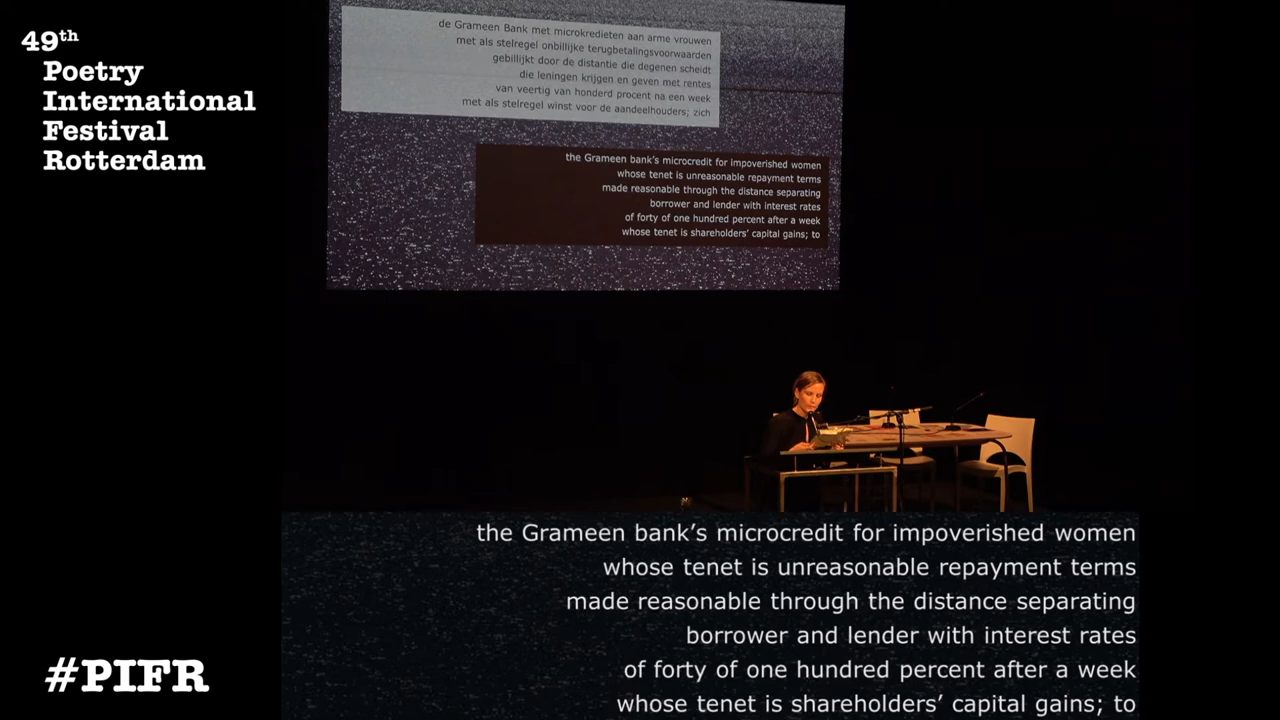 49th
Poetry
International
Festival
Rotterdam
de Grameen Bank met microkredieten aan arme vrouwen
met als stelregel onbillijke terugbetalingsvoorwaarden
gebillijkt door de distantie die degenen scheidt
die leningen krijgen en geven met rentes
van veertig van honderd procent na een week
met als stelregel winst voor de aandeelhouders; zich
the Grameen bank's microcredit for impoverished women
whose tenet is unreasonable repayment terms
made reasonable through the distance separating
borrower and lender with interest rates
of forty of one hundred percent after a week
whose tenet is shareholders' capital gains; to
the Grameen bank's microcredit for impoverished women
whose tenet is unreasonable repayment terms
made reasonable through the distance separating
borrower and lender with interest rates
of forty of one hundred percent after a week
whose tenet is shareholders' capital gains; to
#PIFR